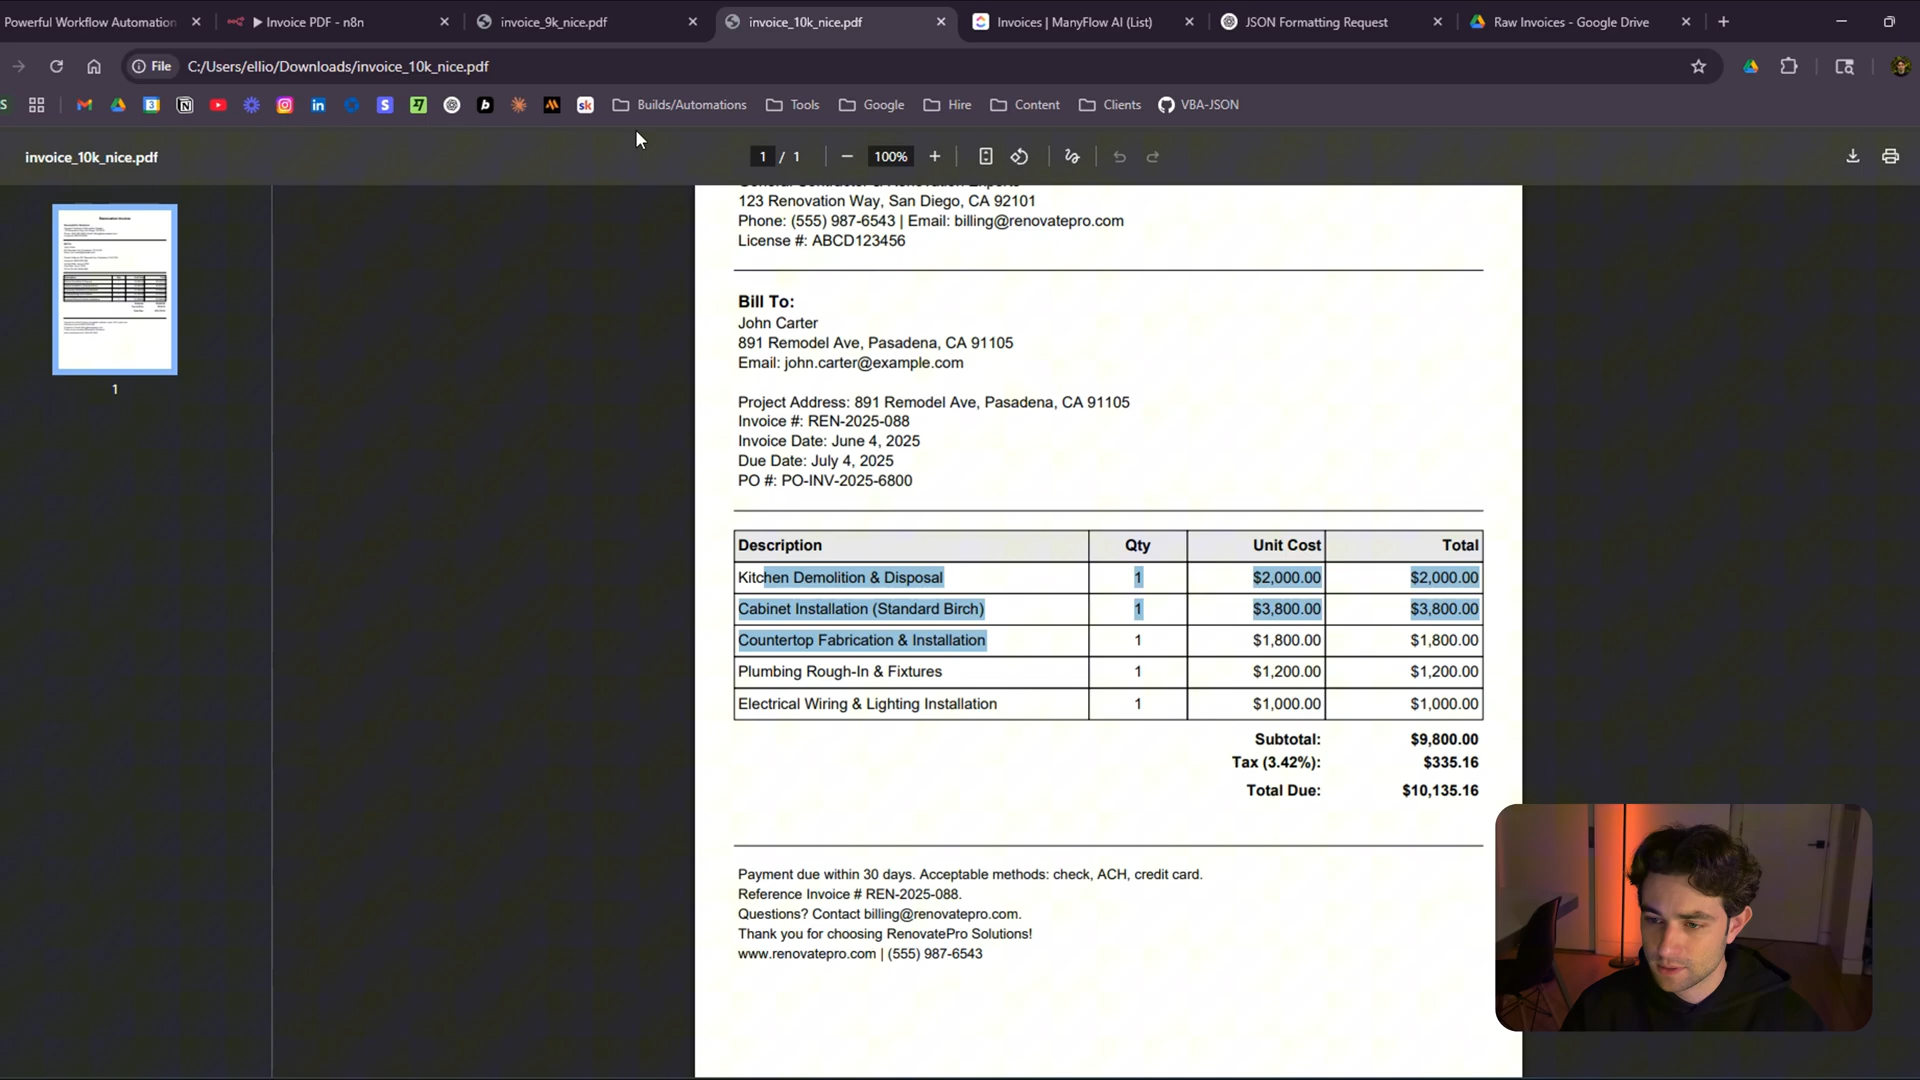 Powerful Workflow Automation
Invoice PDF - n8n
invoice_9k_nice.pdf
invoice_10k_nice.pdf
Invoices | ManyFlow AI (List)
JSON Formatting Request
Raw Invoices - Google Drive
File
C:/Users/ellio/Downloads/invoice_10k_nice.pdf
Builds/Automations
Tools
Google
Hire
Content
Clients
VBA-JSON
invoice_10k_nice.pdf
1 / 1
100%
1
123 Renovation Way, San Diego, CA 92101
Phone: (555) 987-6543 | Email: billing@renovatepro.com
License #: ABCD123456
Bill To:
John Carter
891 Remodel Ave, Pasadena, CA 91105
Email: john.carter@example.com
Project Address: 891 Remodel Ave, Pasadena, CA 91105
Invoice #: REN-2025-088
Invoice Date: June 4, 2025
Due Date: July 4, 2025
PO #: PO-INV-2025-6800
Description Qty Unit Cost Total
Kitchen Demolition & Disposal 1 $2,000.00 $2,000.00
Cabinet Installation (Standard Birch) 1 $3,800.00 $3,800.00
Countertop Fabrication & Installation 1 $1,800.00 $1,800.00
Plumbing Rough-In & Fixtures 1 $1,200.00 $1,200.00
Electrical Wiring & Lighting Installation 1 $1,000.00 $1,000.00
Subtotal: $9,800.00
Tax (3.42%): $335.16
Total Due: $10,135.16
Payment due within 30 days. Acceptable methods: check, ACH, credit card.
Reference Invoice # REN-2025-088.
Questions? Contact billing@renovatepro.com.
Thank you for choosing RenovatePro Solutions!
www.renovatepro.com | (555) 987-6543